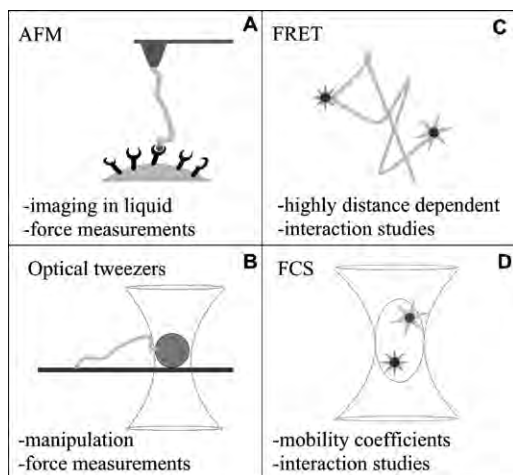 AFM
A
-imaging in liquid
-force measurements
FRET
C
-highly distance dependent
-interaction studies
Optical tweezers
B
-manipulation
-force measurements
FCS
D
-mobility coefficients
-interaction studies